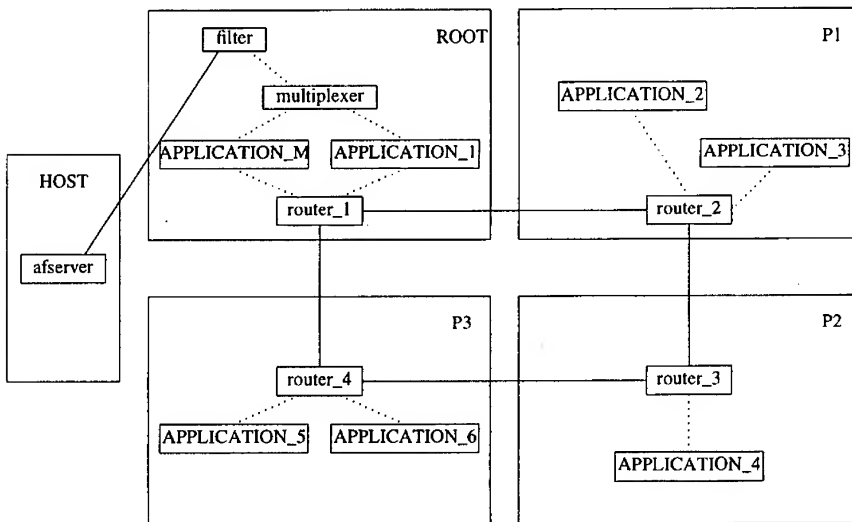 filter
ROOT
P1
multiplexer
APPLICATION_2
APPLICATION_M
APPLICATION_1
APPLICATION_3
HOST
router_1
router_2
afserver
P3
P2
router_4
router_3
APPLICATION_5
APPLICATION_6
APPLICATION_4